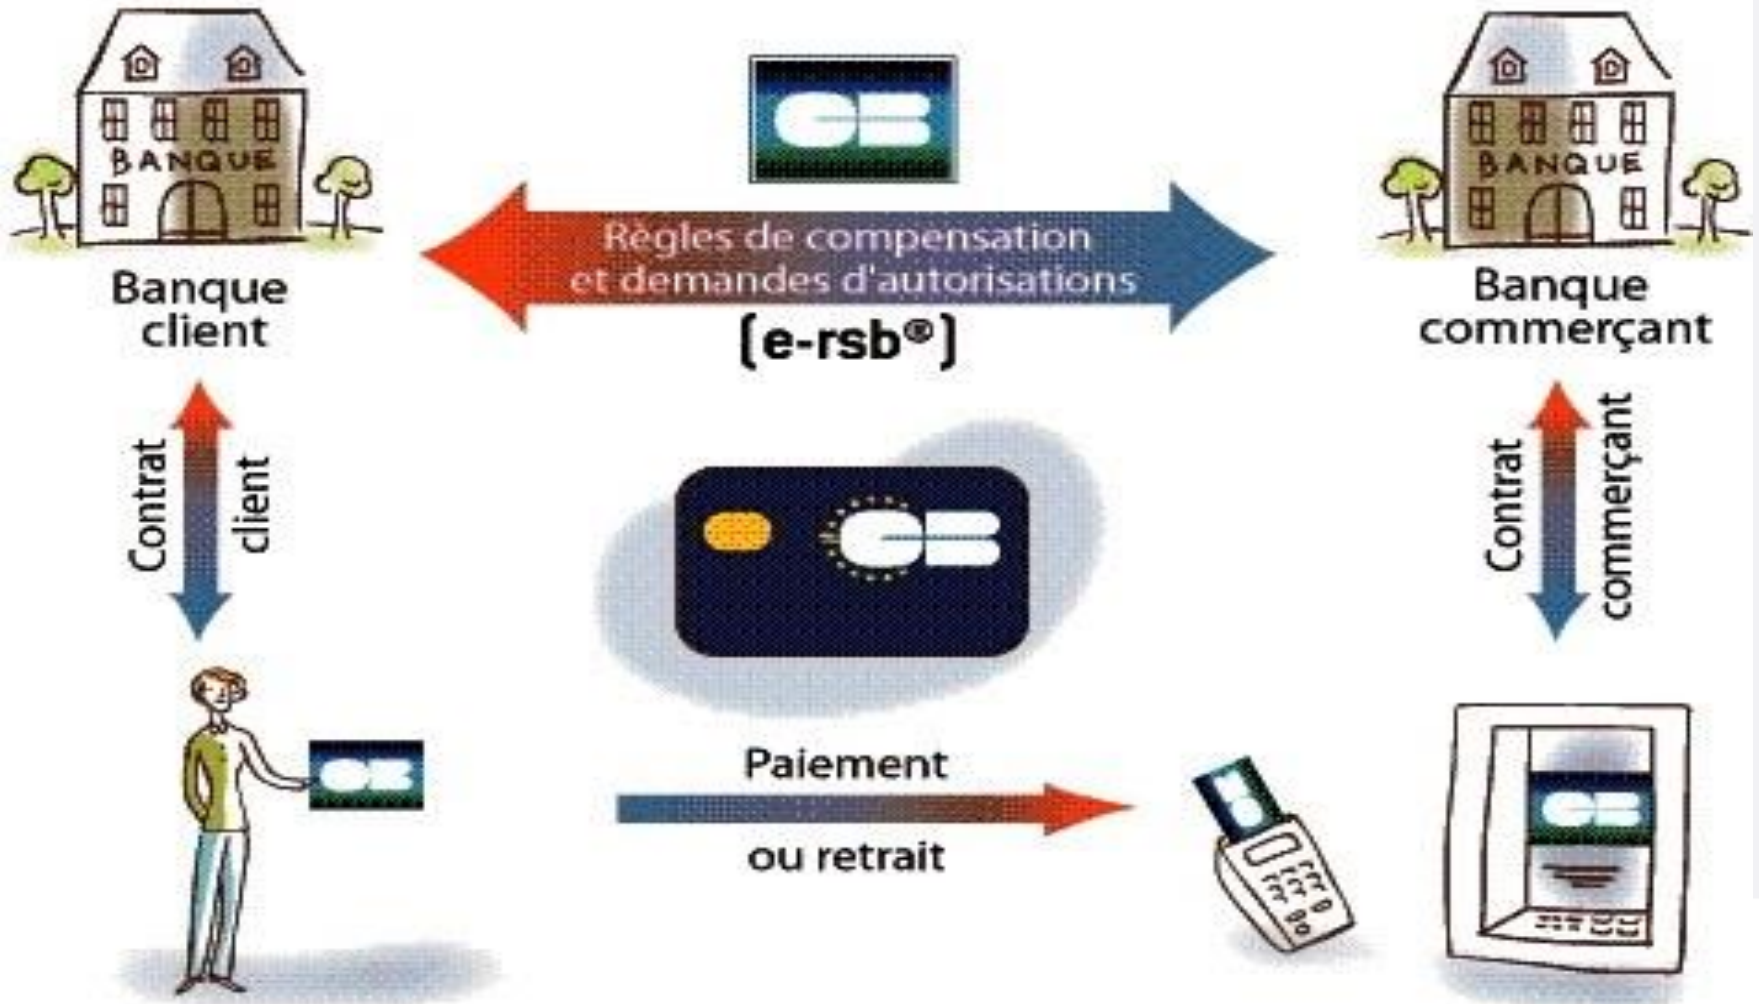 BANQUE
Banque
client
CB
Règles de compensation
et demandes d'autorisations
(e-rsb®)
BANQUE
Banque
commerçant
Contrat
client
CB
Contrat
commerçant
CB
Paiement
ou retrait
CB
CB